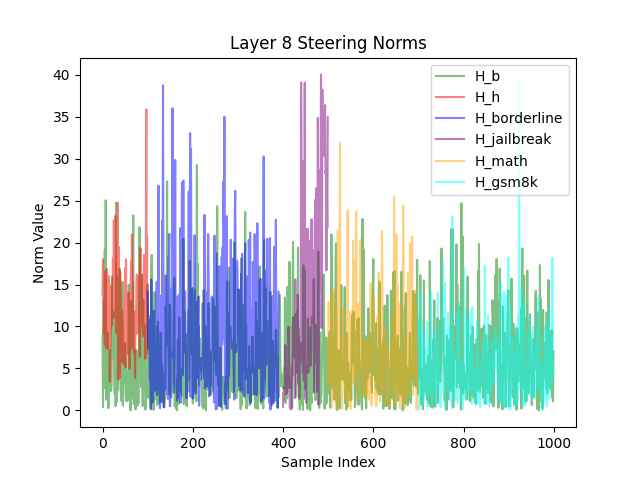 Layer 8 Steering Norms
40
35
30
25
20
15
10
5
0
Norm Value
H_b
H_h
H_borderline
H_jailbreak
H_math
H_gsm8k
0 200 400 600 800 1000
Sample Index